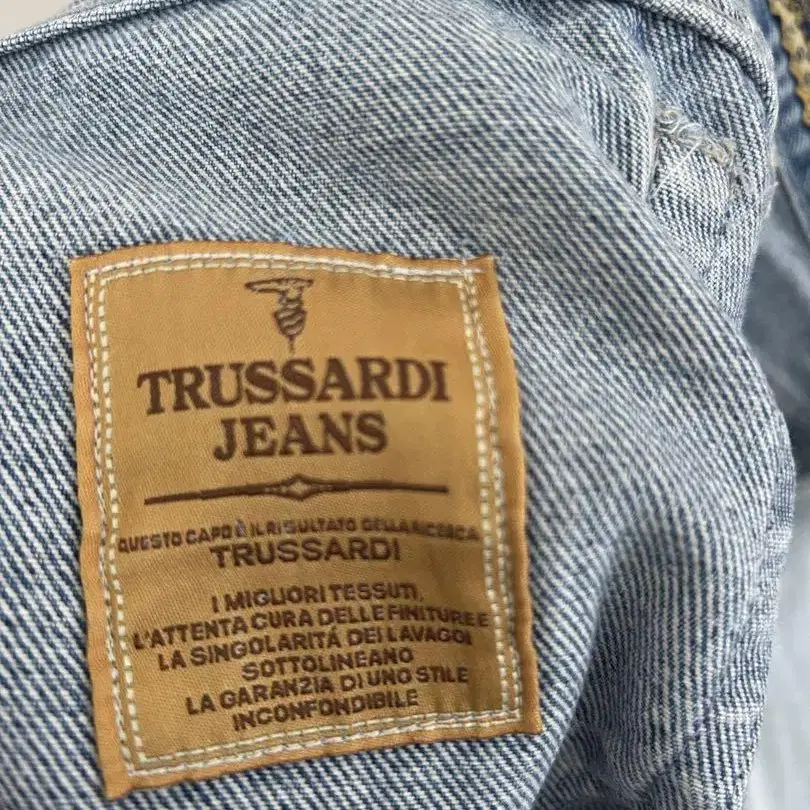 TRUSSARDI
JEANS
QUESTO CAPO È IL RISULTATO DELLA RICERCA
TRUSSARDI
I MIGLIORI TESSUTI,
L'ATTENTA CURA DELLE FINITURE E
LA SINGOLARITÁ DEI LAVAGGI
SOTTOLINEANO
LA GARANZIA DI UNO STILE
INCONFONDIBILE